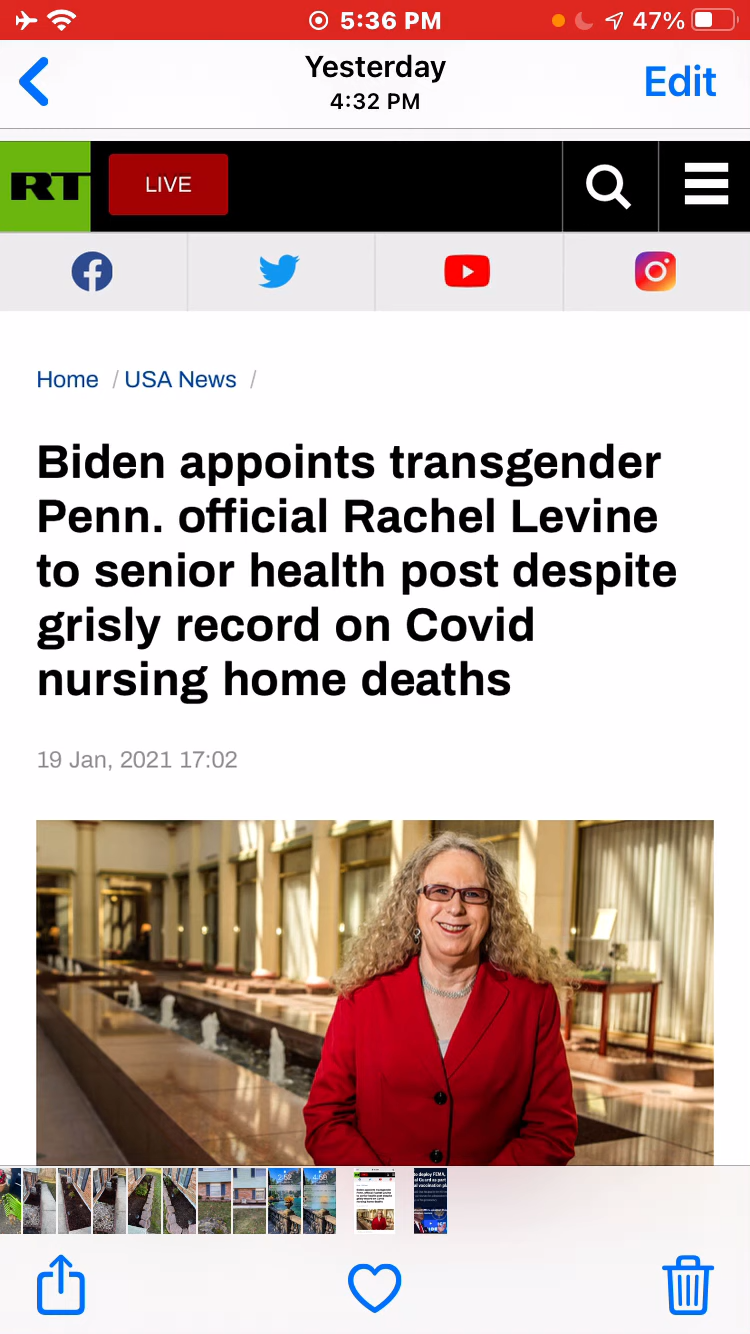 5:36 PM
47%
Yesterday
4:32 PM
Edit
RT
LIVE
Home / USA News /
Biden appoints transgender
Penn. official Rachel Levine
to senior health post despite
grisly record on Covid
nursing home deaths
19 Jan, 2021 17:02